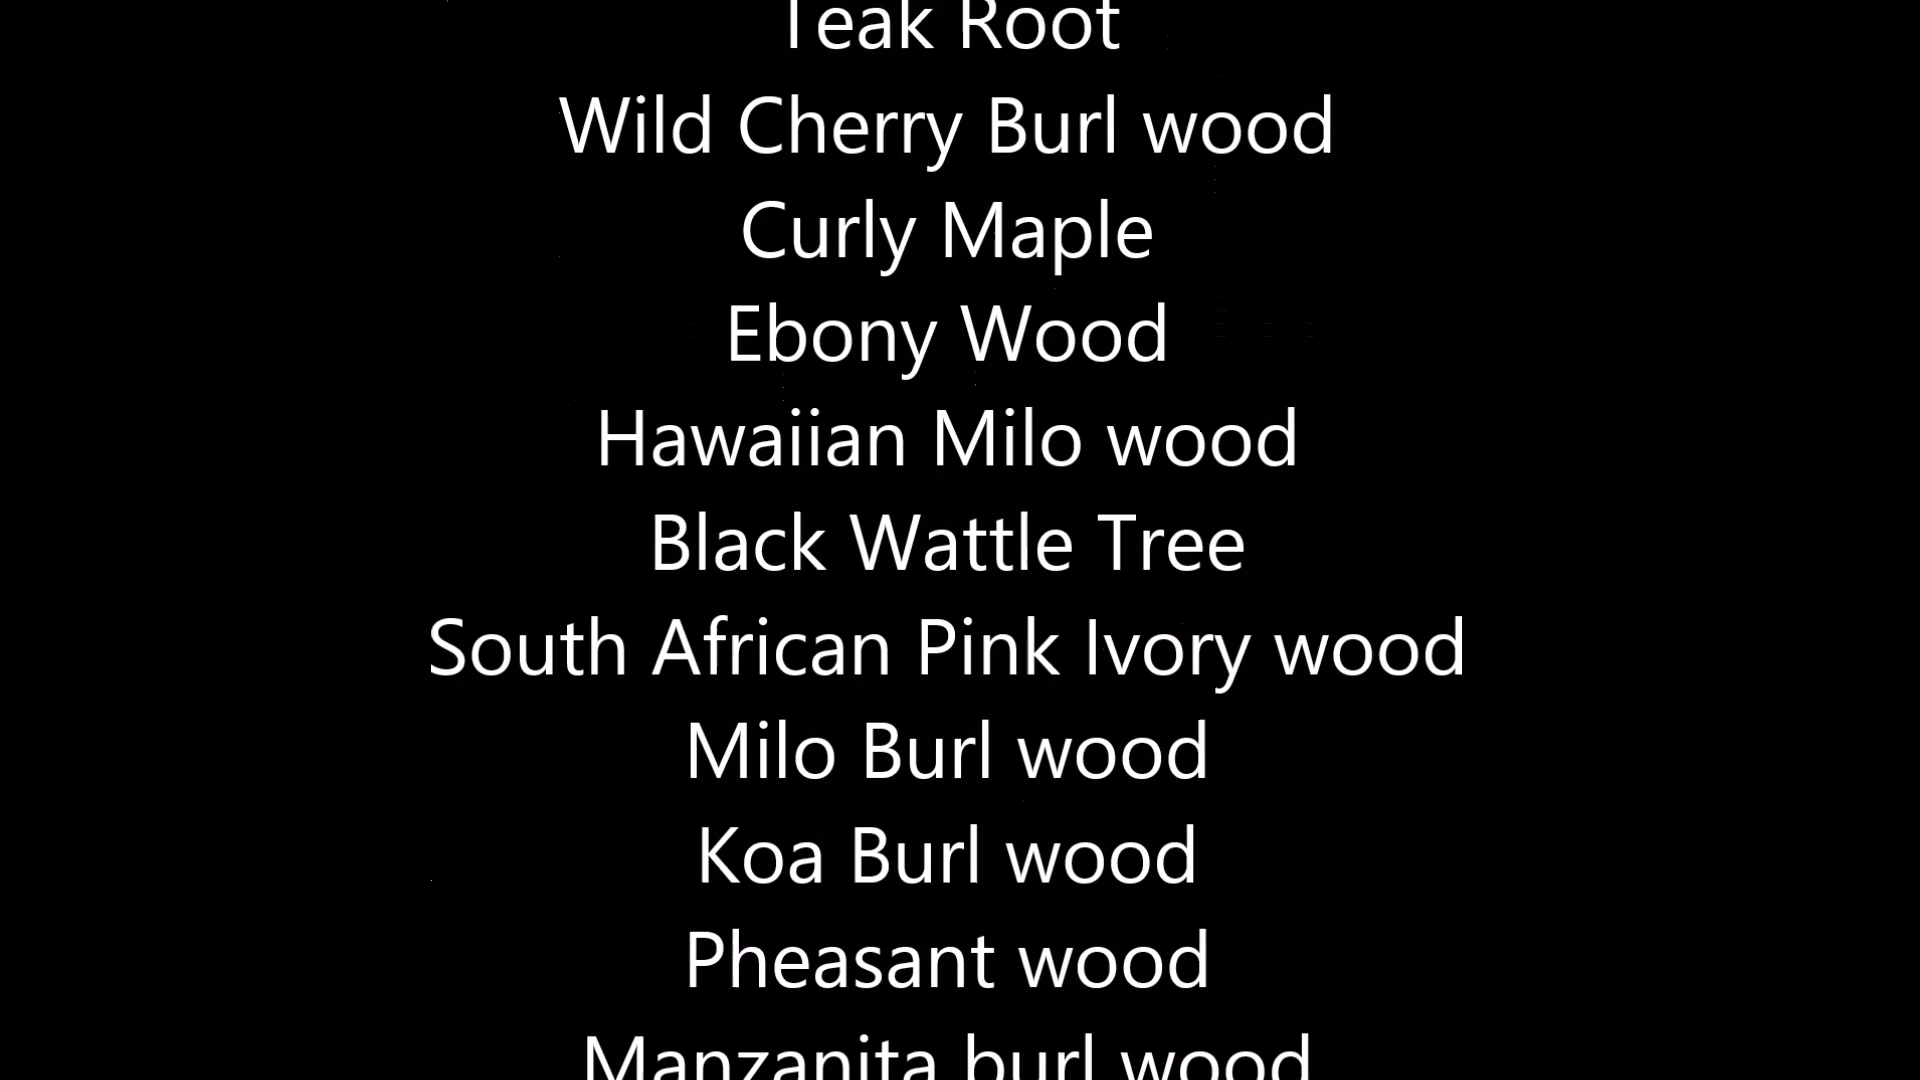 Teak Root
Wild Cherry Burl wood
Curly Maple
Ebony Wood
Hawaiian Milo wood
Black Wattle Tree
South African Pink Ivory wood
Milo Burl wood
Koa Burl wood
Pheasant wood
Manzanita burl wood